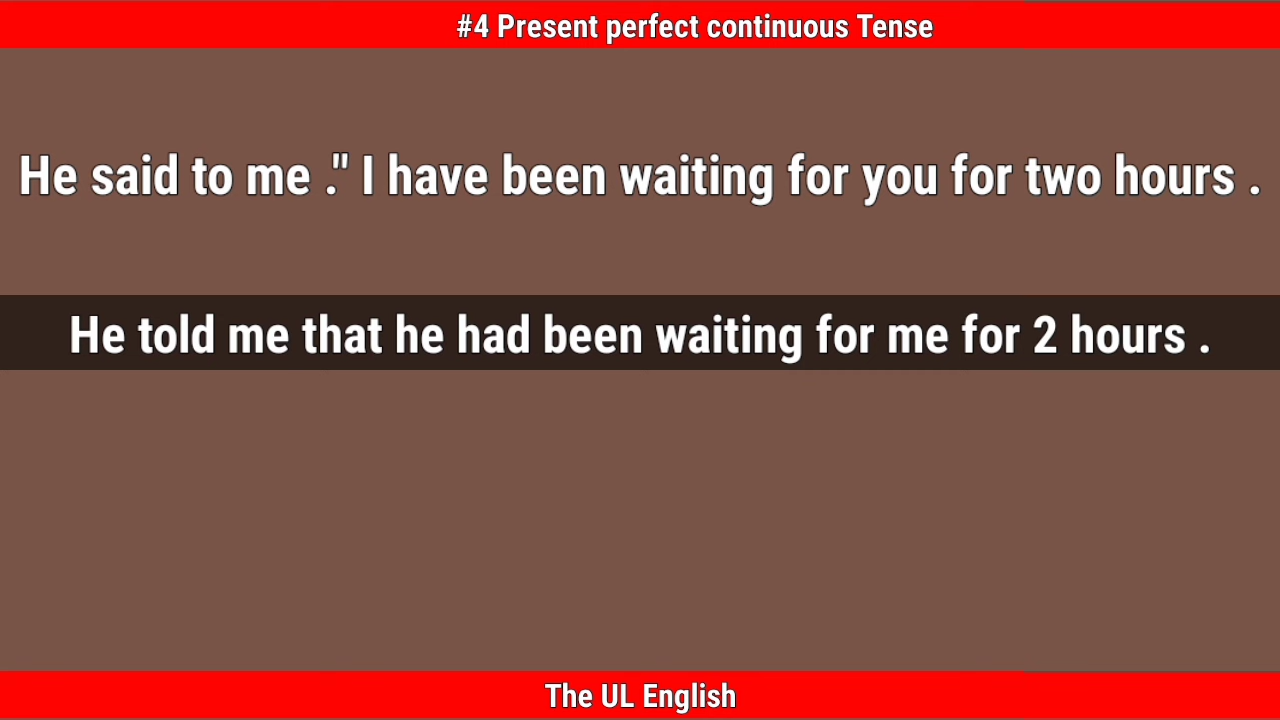 #4 Present perfect continuous Tense
He said to me ." I have been waiting for you for two hours .
He told me that he had been waiting for me for 2 hours .
The UL English